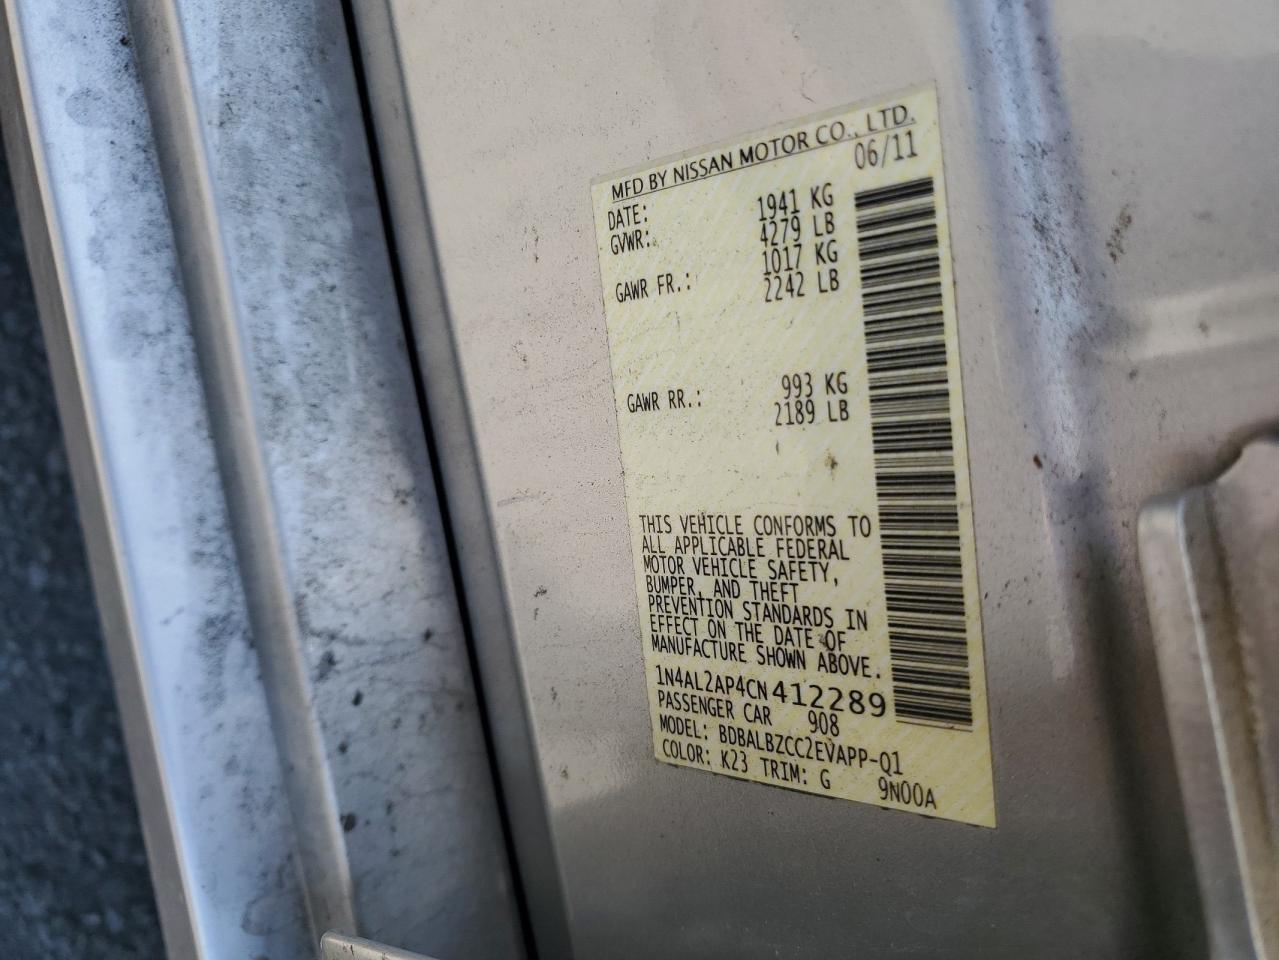 MFD BY NISSAN MOTOR CO., LTD.
DATE: 06/11
GVWR: 1941 KG
4279 LB
GAWR FR.: 1017 KG
2242 LB
GAWR RR.: 993 KG
2189 LB
THIS VEHICLE CONFORMS TO
ALL APPLICABLE FEDERAL
MOTOR VEHICLE SAFETY,
BUMPER, AND THEFT
PREVENTION STANDARDS IN
EFFECT ON THE DATE OF
MANUFACTURE SHOWN ABOVE.
1N4AL2AP4CN412289
PASSENGER CAR 908
MODEL: BDBALBZCC2EVAPP-Q1
COLOR: K23 TRIM: G 9N00A